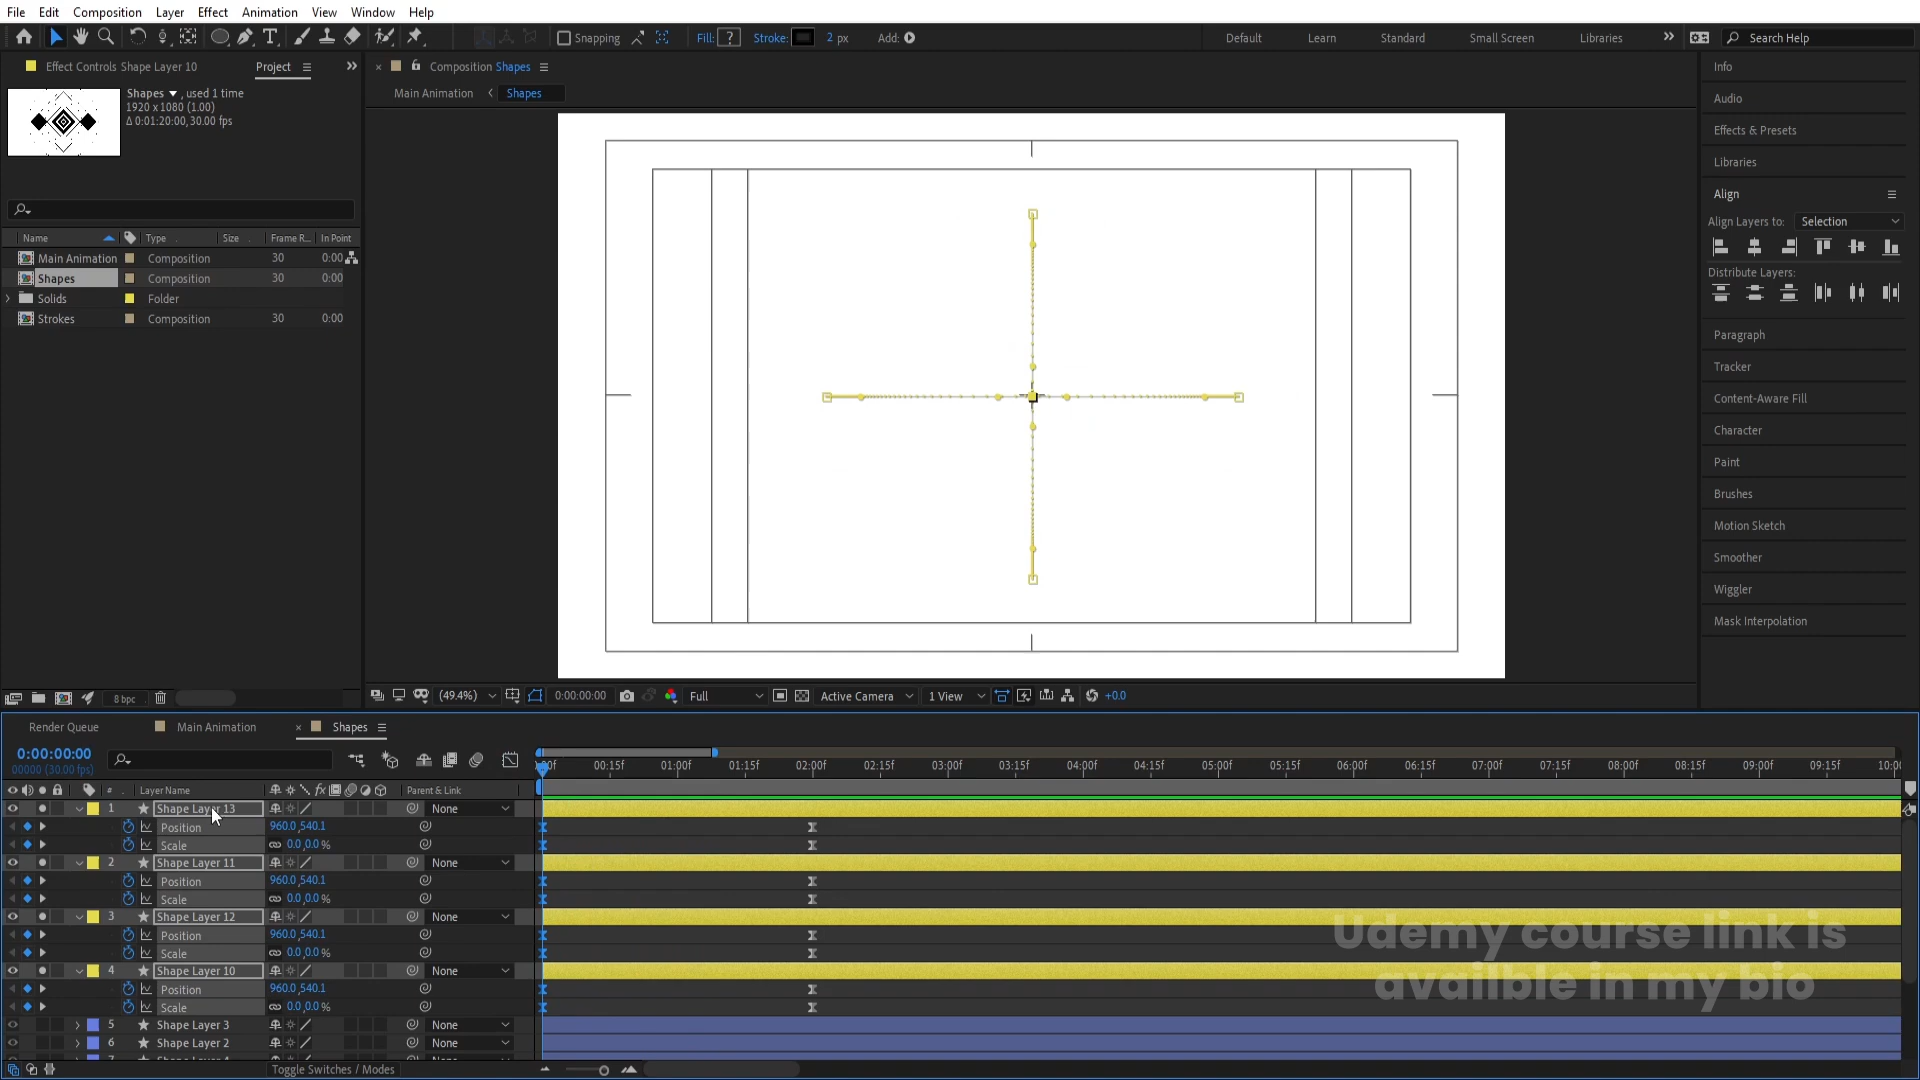 File Edit Composition Layer Effect Animation View Window Help
Snapping Fill: ? Stroke: 2 px Add: Default Learn Standard Small Screen Libraries Search Help
Effect Controls Shape Layer 10 Project
Composition Shapes
Main Animation Shapes
Shapes , used 1 time
1920 x 1080 (1.00)
Δ 0:01:20:00, 30.00 fps
Name Type Size Frame R... In Point
Main Animation Composition 30 0:00
Shapes Composition 30 0:00
Solids Folder
Strokes Composition 30 0:00
8 bpc
(49.4%) 0:00:00:00 Full Active Camera 1 View +0.0
Info
Audio
Effects & Presets
Libraries
Align
Align Layers to: Selection
Distribute Layers:
Paragraph
Tracker
Content-Aware Fill
Character
Paint
Brushes
Motion Sketch
Smoother
Wiggler
Mask Interpolation
Render Queue Main Animation Shapes
0:00:00:00
00000 (30.00 fps)
00:15f 01:00f 01:15f 02:00f 02:15f 03:00f 03:15f 04:00f 04:15f 05:00f 05:15f 06:00f 06:15f 07:00f 07:15f 08:00f 08:15f 09:00f 09:15f 10:0
# Layer Name Parent & Link
1 Shape Layer 13 None
Position 960.0,540.1
Scale 0.0,0.0 %
2 Shape Layer 11 None
Position 960.0,540.1
Scale 0.0,0.0 %
3 Shape Layer 12 None
Position 960.0,540.1
Scale 0.0,0.0 %
4 Shape Layer 10 None
Position 960.0,540.1
Scale 0.0,0.0 %
5 Shape Layer 3 None
6 Shape Layer 2 None
Toggle Switches / Modes
Udemy course link is
availble in my bio